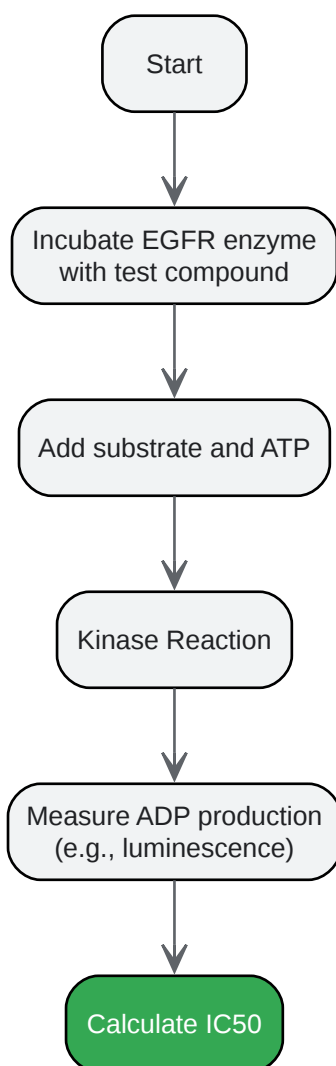 Start
Incubate EGFR enzyme
with test compound
Add substrate and ATP
Kinase Reaction
Measure ADP production
(e.g., luminescence)
Calculate IC50